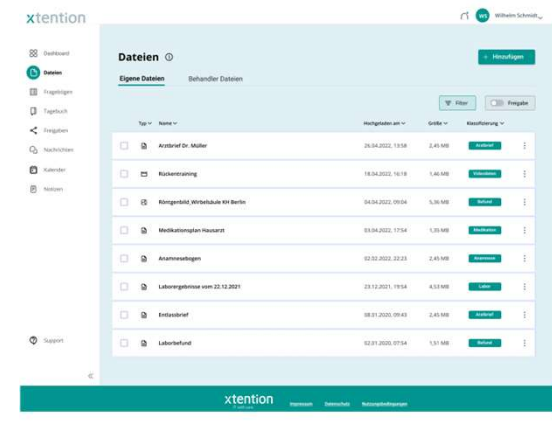 xtention
WS Wilhelm Schmidt
Dashboard
Dateien
Fragebögen
Tagebuch
Freigaben
Nachrichten
Kalender
Notizen
Support
Dateien
+ Hinzufügen
Eigene Dateien Behandler Dateien
Filter Freigabe
Typ Name Hochgeladen am Größe Klassifizierung
Arztbrief Dr. Müller 26.04.2022, 13:58 2,45 MB Arztbrief
Rückentraining 18.04.2022, 16:18 1,46 MB Videodatei
Röntgenbild_Wirbelsäule KH Berlin 04.04.2022, 09:04 5,36 MB Befund
Medikationsplan Hausarzt 03.04.2022, 17:54 1,35 MB Medikation
Anamnesebogen 02.02.2022, 22:23 2,45 MB Anamnese
Laborergebnisse vom 22.12.2021 23.12.2021, 19:54 4,53 MB Labor
Entlassbrief 08.01.2020, 09:43 2,45 MB Arztbrief
Laborbefund 02.01.2020, 07:54 1,51 MB Befund
xtention
Impressum Datenschutz Nutzungsbedingungen